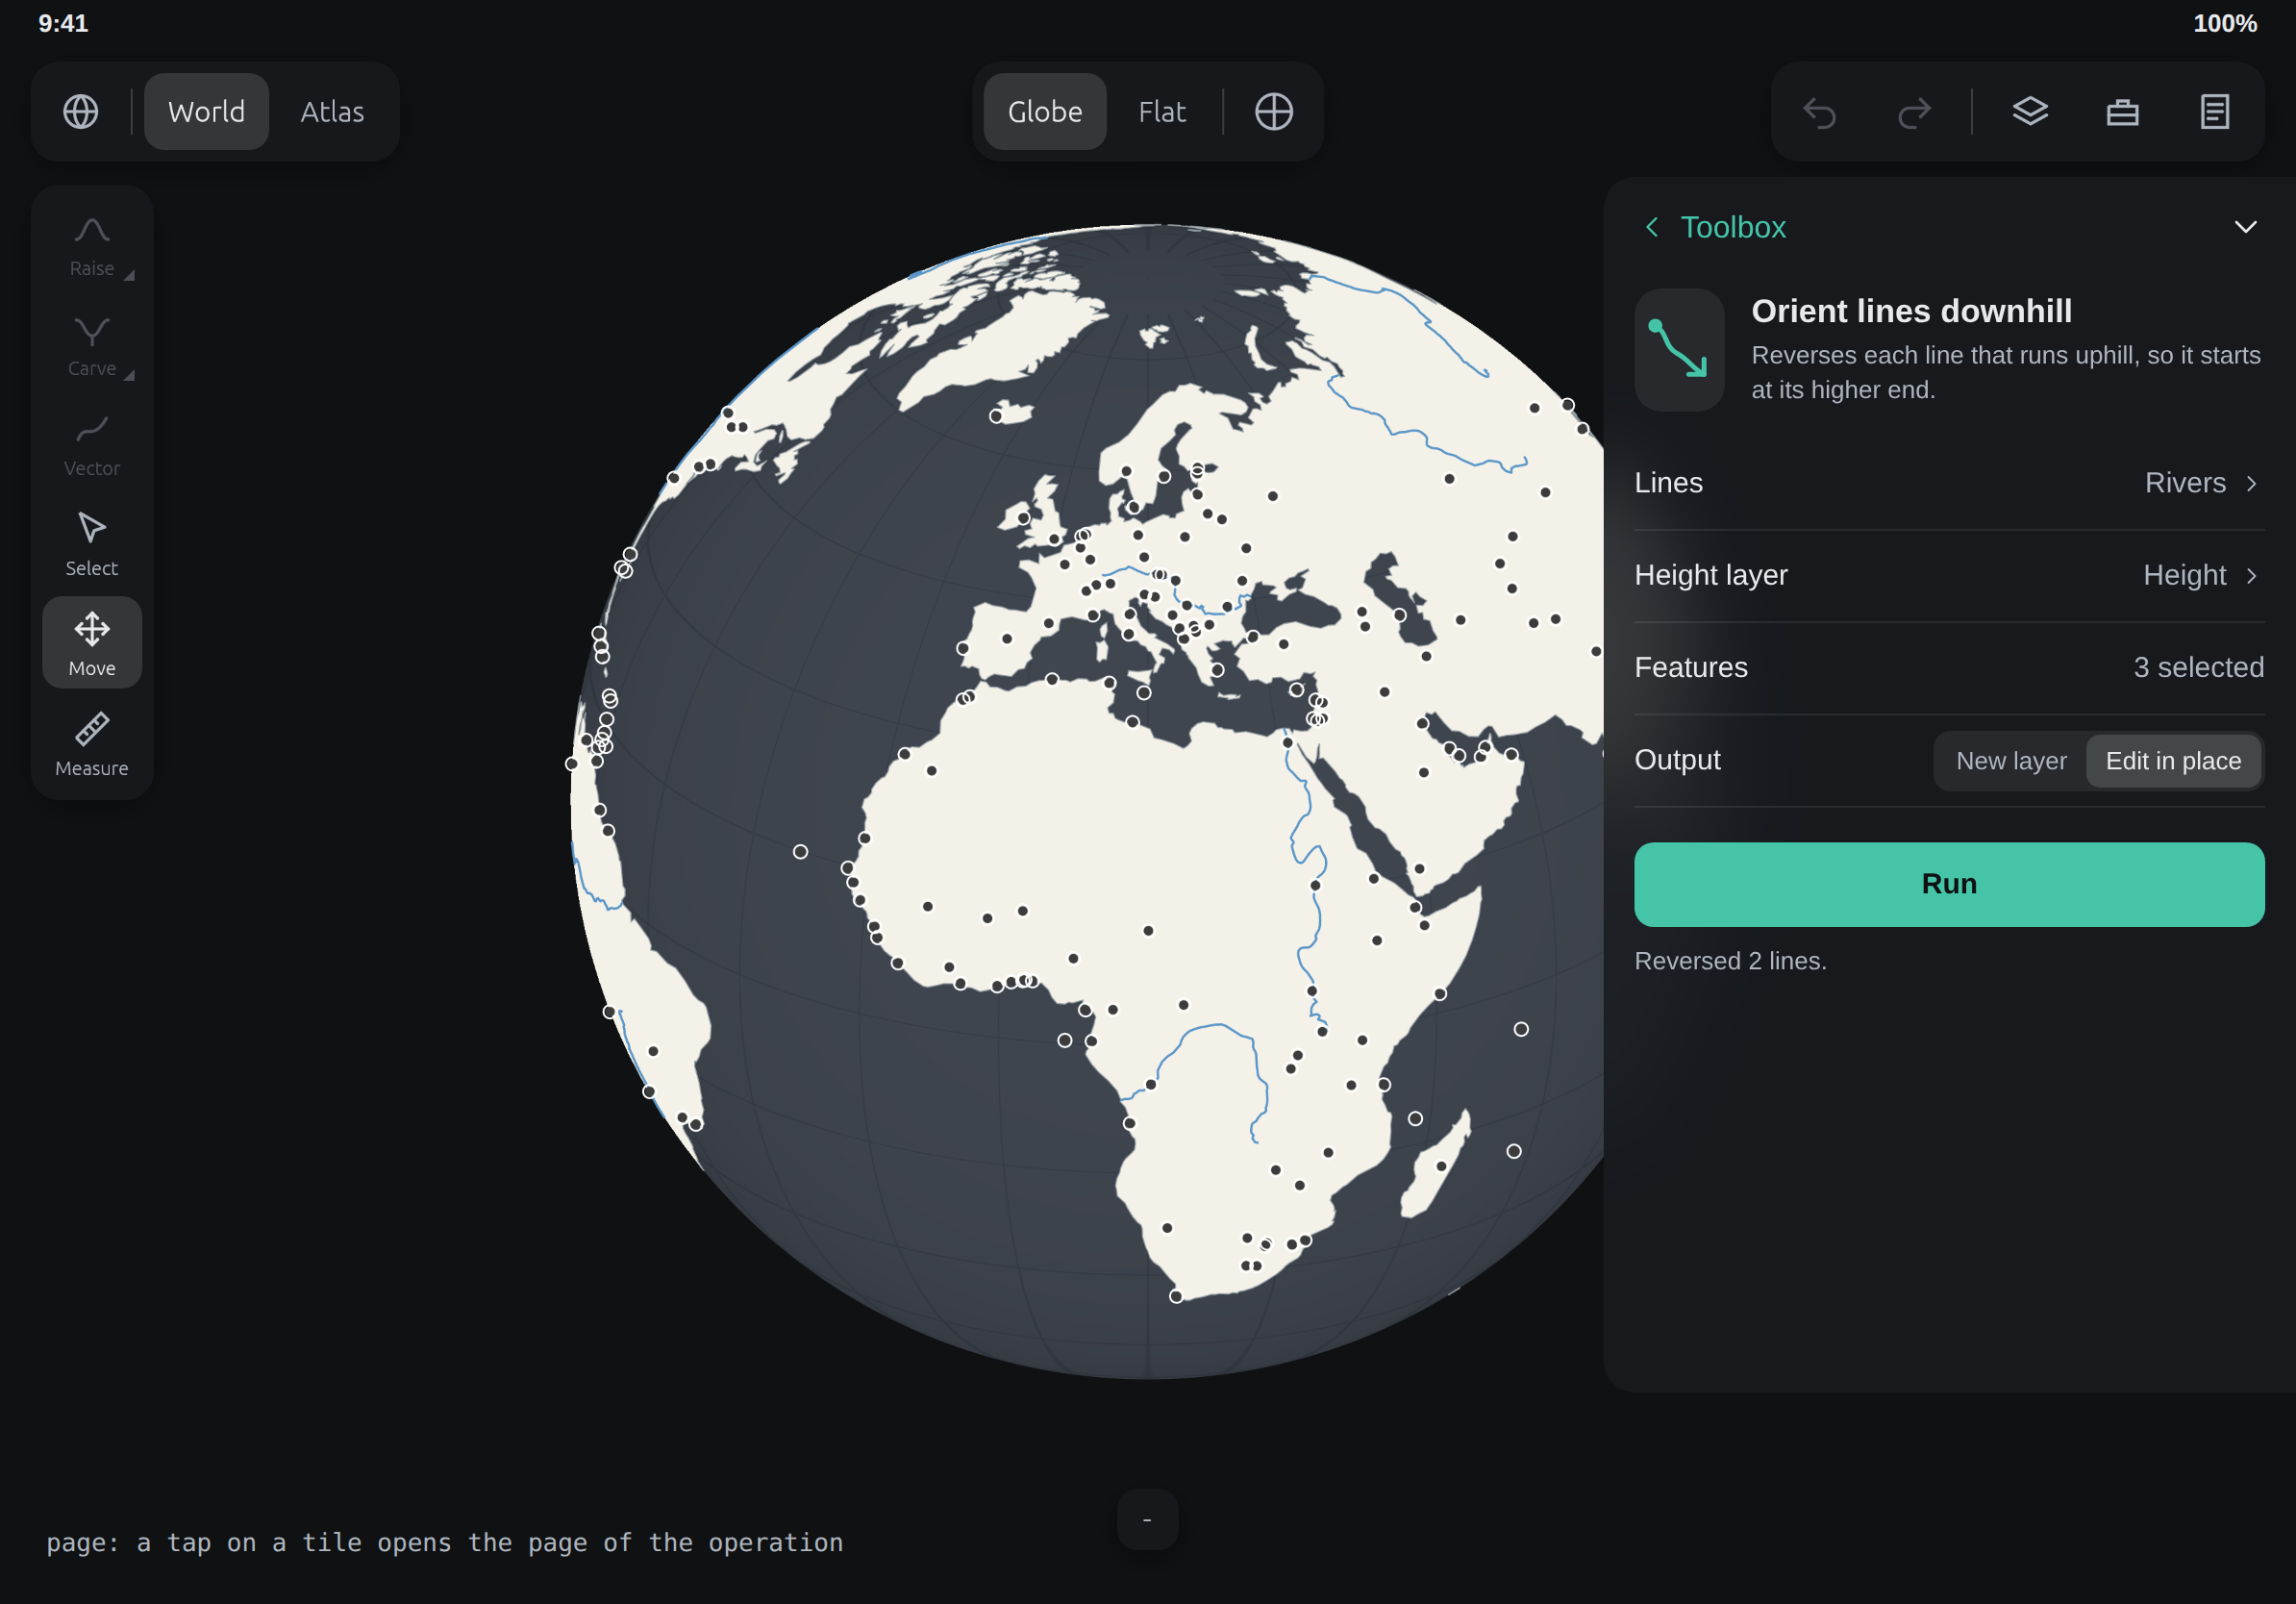 9:41
100%
World
Atlas
Globe
Flat
Raise
Carve
Vector
Select
Move
Measure
Toolbox
Orient lines downhill
Reverses each line that runs uphill, so it starts
at its higher end.
Lines
Rivers
Height layer
Height
Features
3 selected
Output
New layer
Edit in place
Run
Reversed 2 lines.
-
page: a tap on a tile opens the page of the operation